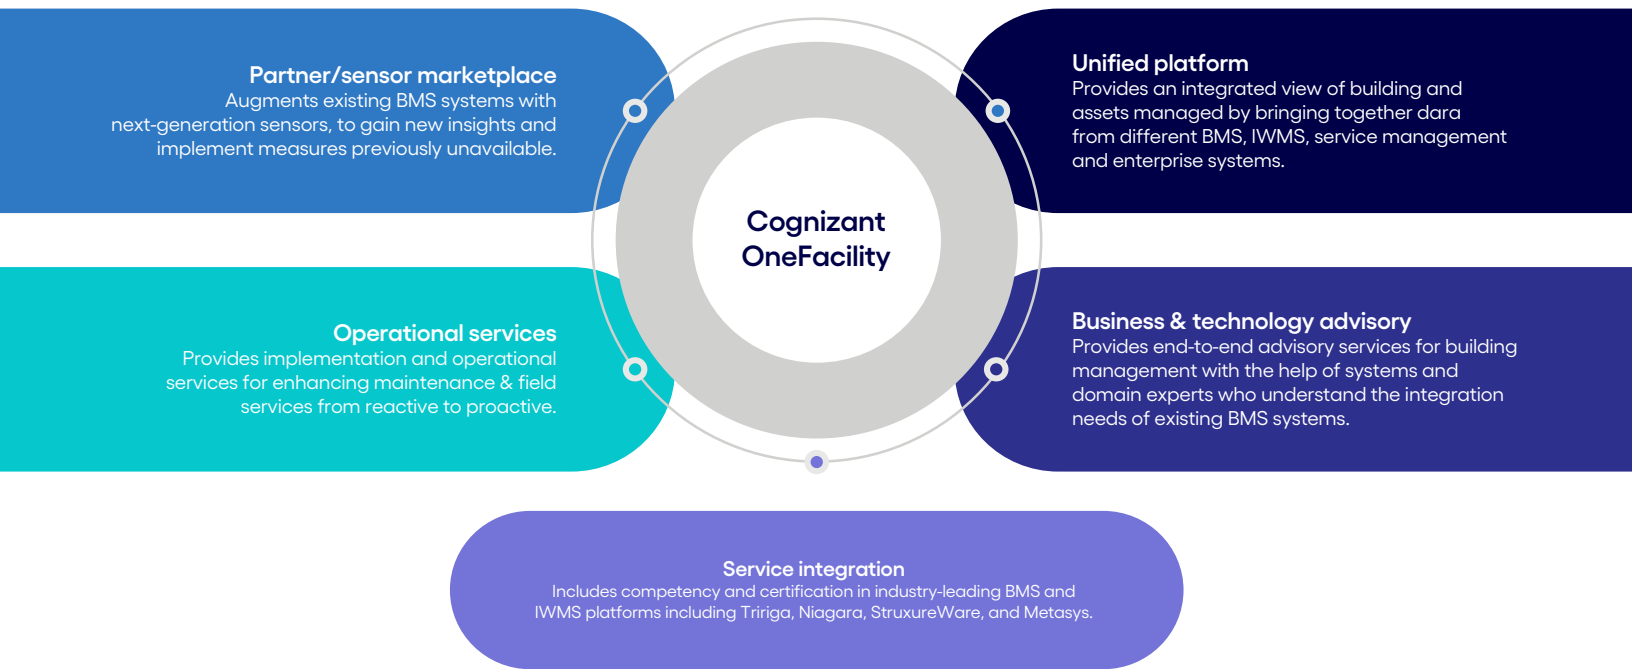 Partner/sensor marketplace
Augments existing BMS systems with
next-generation sensors, to gain new insights and
implement measures previously unavailable.
Unified platform
Provides an integrated view of building and
assets managed by bringing together dara
from different BMS, IWMS, service management
and enterprise systems.
Cognizant
OneFacility
Operational services
Provides implementation and operational
services for enhancing maintenance & field
services from reactive to proactive.
Business & technology advisory
Provides end-to-end advisory services for building
management with the help of systems and
domain experts who understand the integration
needs of existing BMS systems.
Service integration
Includes competency and certification in industry-leading BMS and
IWMS platforms including Tririga, Niagara, StruxureWare, and Metasys.